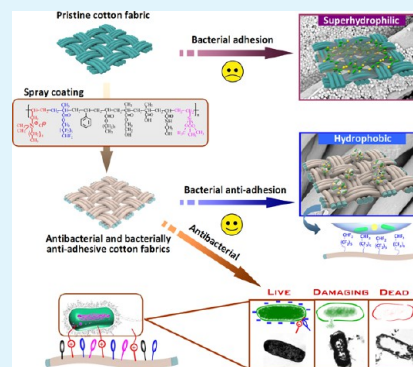 Pristine cotton fabric
Bacterial adhesion
Superhydrophilic
Spray coating
Hydrophobic
Bacterial anti-adhesion
Antibacterial and bacterially
anti-adhesive cotton fabrics
Antibacterial
LIVE DAMAGING DEAD